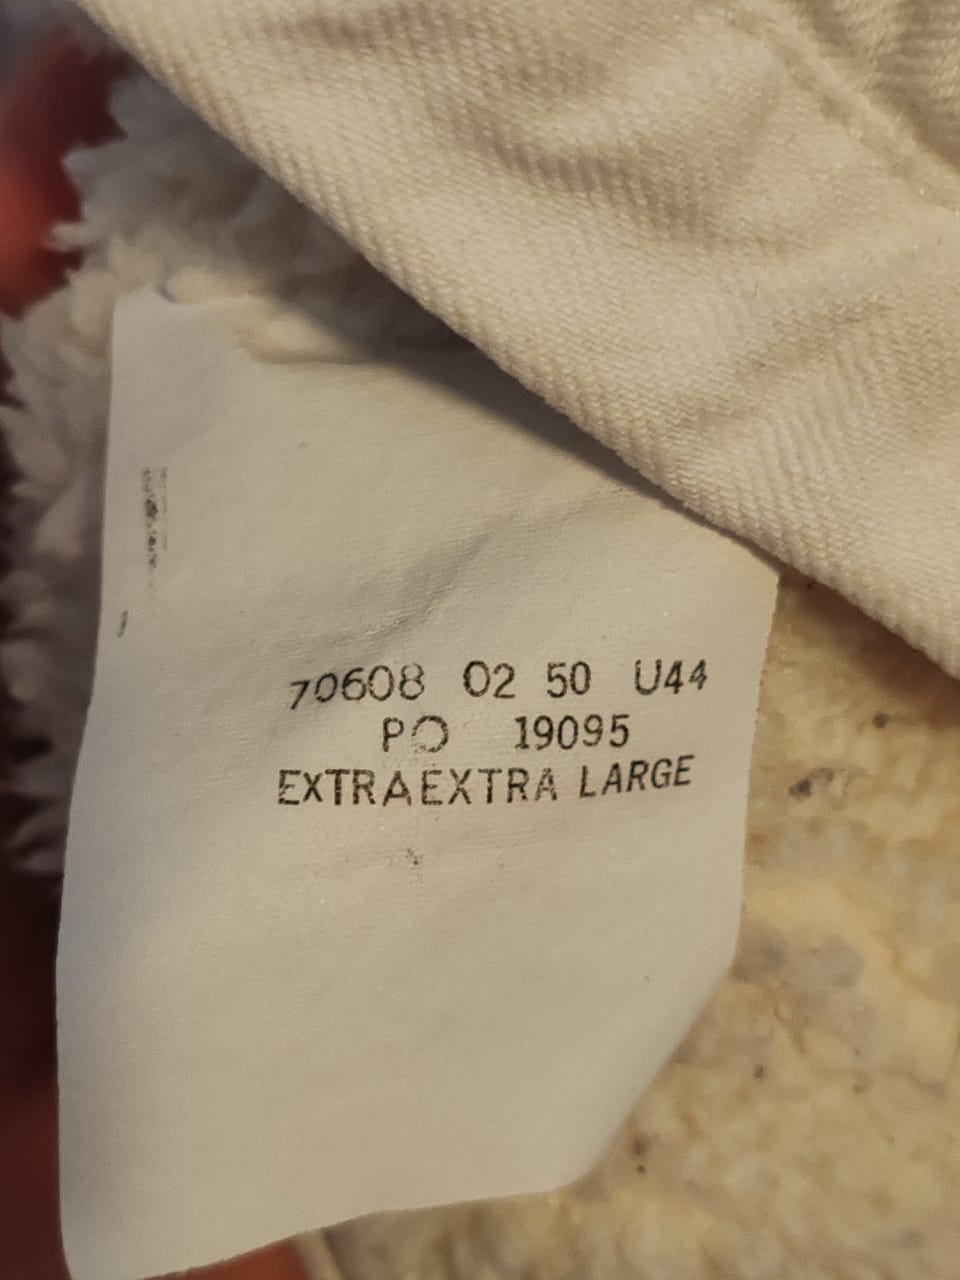 70608 02 50 U44
PO 19095
EXTRAEXTRA LARGE